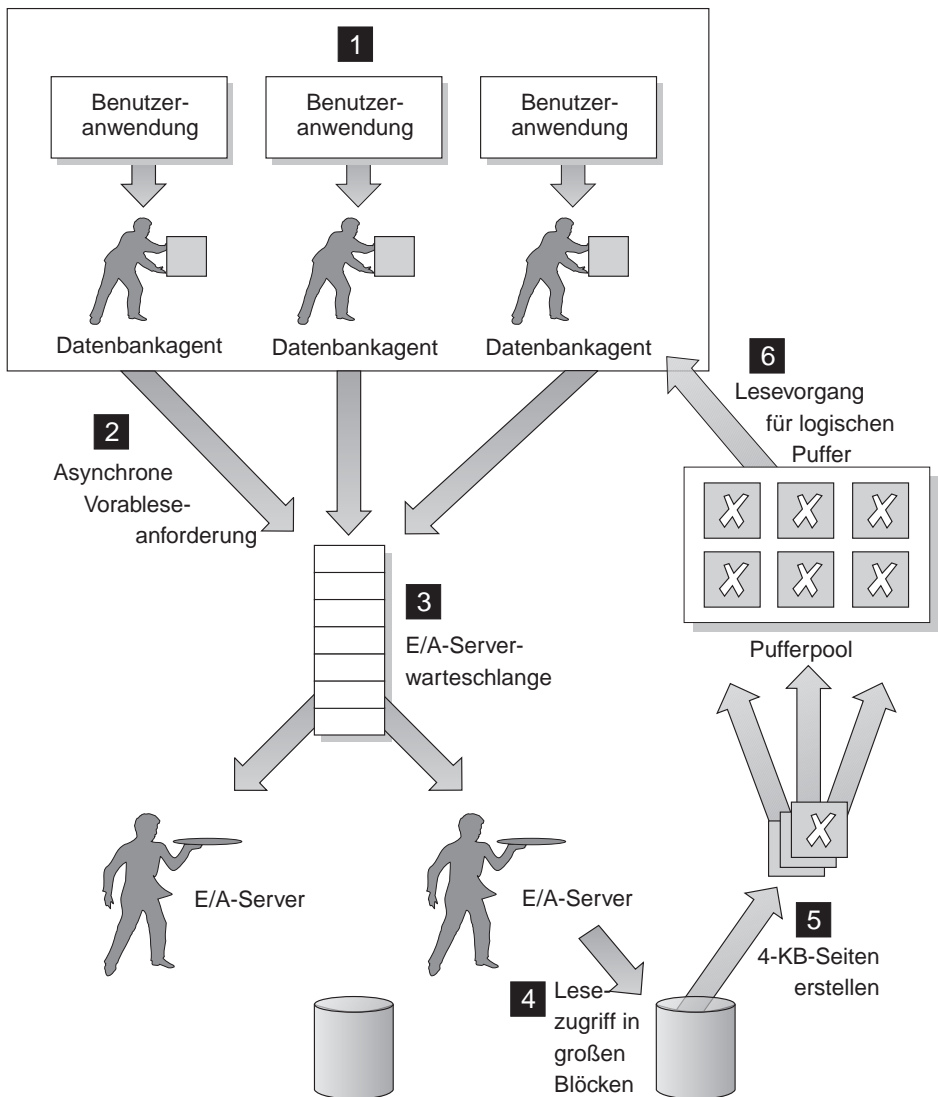 1
Benutzer-
anwendung
Benutzer-
anwendung
Benutzer-
anwendung
Datenbankagent
Datenbankagent
Datenbankagent
2
Asynchrone
Vorablese-
anforderung
3
E/A-Server-
warteschlange
E/A-Server
E/A-Server
4
Lese-
zugriff in
großen
Blöcken
5
4-KB-Seiten
erstellen
X
Pufferpool
X X X
X X X
6
Lesevorgang
für logischen
Puffer